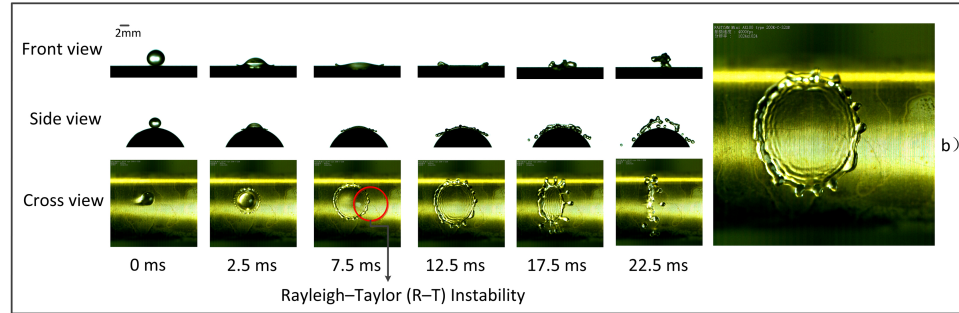 2mm
Front view
Side view
Cross view
0 ms
2.5 ms
7.5 ms
12.5 ms
17.5 ms
22.5 ms
Rayleigh–Taylor (R–T) Instability
b）